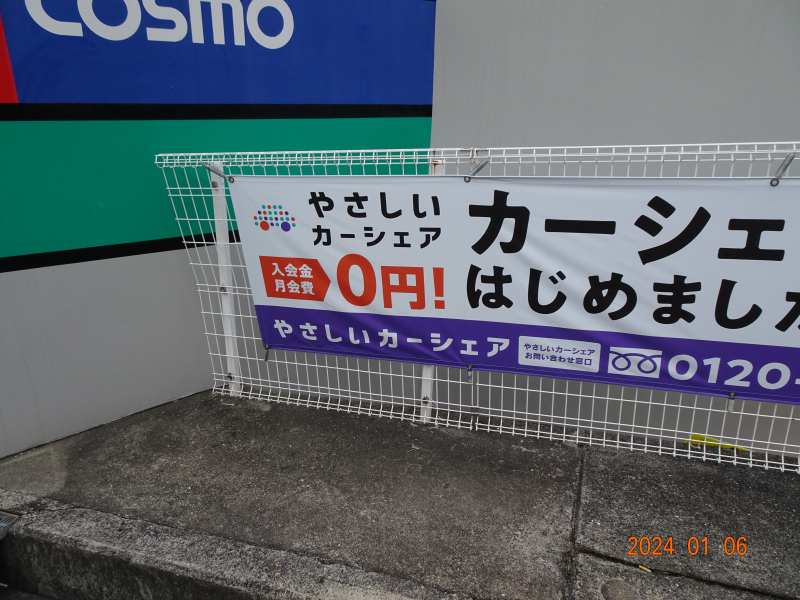 COSMO
やさしい
カーシェア
カーシェ
はじめまし
入会金
月会費
0円!
やさしいカーシェア
やさしいカーシェア
お問い合わせ窓口
0120-
2024 01 06